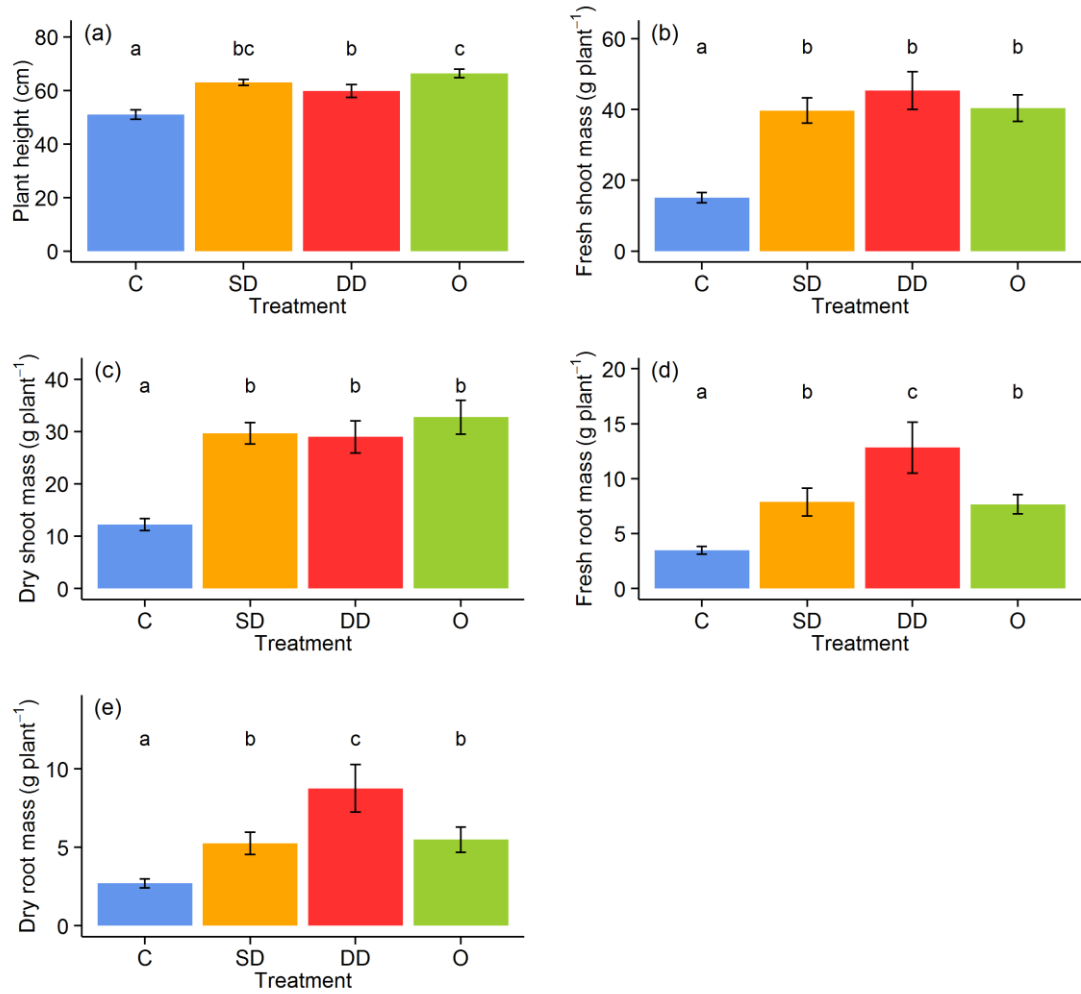 (a)
a bc b c
Plant height (cm)
80
60
40
20
0
C SD DD O
Treatment
(b)
a b b b
Fresh shoot mass (g plant⁻¹)
60
40
20
0
C SD DD O
Treatment
(c)
a b b b
Dry shoot mass (g plant⁻¹)
40
30
20
10
0
C SD DD O
Treatment
(d)
a b c b
Fresh root mass (g plant⁻¹)
20
15
10
5
0
C SD DD O
Treatment
(e)
a b c b
Dry root mass (g plant⁻¹)
10
5
0
C SD DD O
Treatment